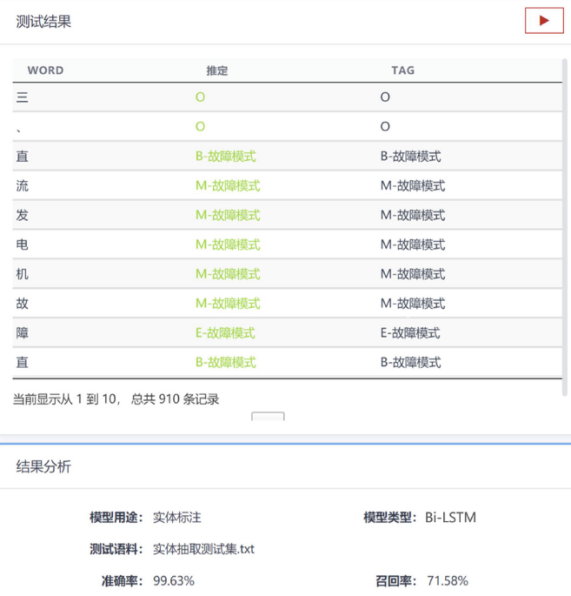 测试结果
WORD 推定 TAG
三 O O
、 O O
直 B-故障模式 B-故障模式
流 M-故障模式 M-故障模式
发 M-故障模式 M-故障模式
电 M-故障模式 M-故障模式
机 M-故障模式 M-故障模式
故 M-故障模式 M-故障模式
障 E-故障模式 E-故障模式
直 B-故障模式 B-故障模式
当前显示从 1 到 10， 总共 910 条记录
结果分析
模型用途： 实体标注 模型类型： Bi-LSTM
测试语料： 实体抽取测试集.txt
准确率： 99.63% 召回率： 71.58%